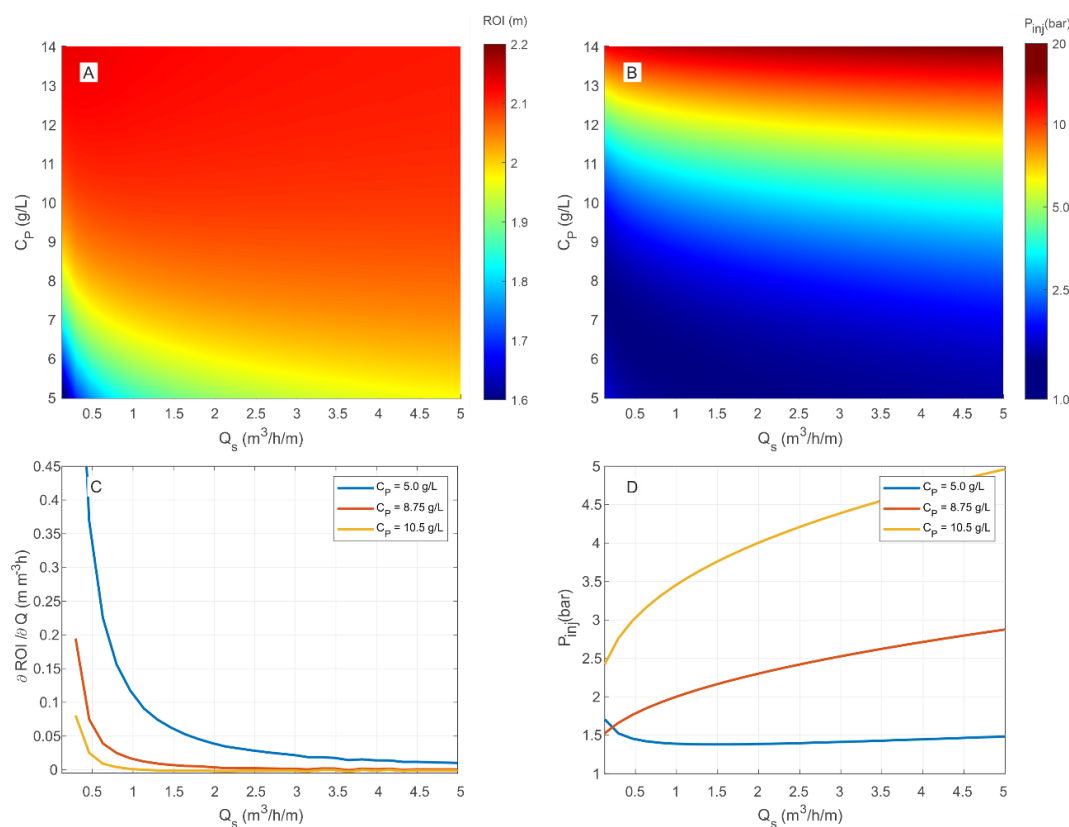 ROI (m)
A
14
13
12
11
10
9
8
7
6
5
C_P (g/L)
0.5 1 1.5 2 2.5 3 3.5 4 4.5 5
Q_s (m³/h/m)
2.2
2.1
2
1.9
1.8
1.7
1.6
P_inj(bar)
B
14
13
12
11
10
9
8
7
6
5
C_P (g/L)
0.5 1 1.5 2 2.5 3 3.5 4 4.5 5
Q_s (m³/h/m)
20
10
5.0
2.5
1.0
C
0.45
0.4
0.35
0.3
0.25
0.2
0.15
0.1
0.05
0
∂ ROI /∂ Q (m m⁻³h)
C_P = 5.0 g/L
C_P = 8.75 g/L
C_P = 10.5 g/L
0.5 1 1.5 2 2.5 3 3.5 4 4.5 5
Q_s (m³/h/m)
D
5
4.5
4
3.5
3
2.5
2
1.5
1
P_inj(bar)
C_P = 5.0 g/L
C_P = 8.75 g/L
C_P = 10.5 g/L
0.5 1 1.5 2 2.5 3 3.5 4 4.5 5
Q_s (m³/h/m)